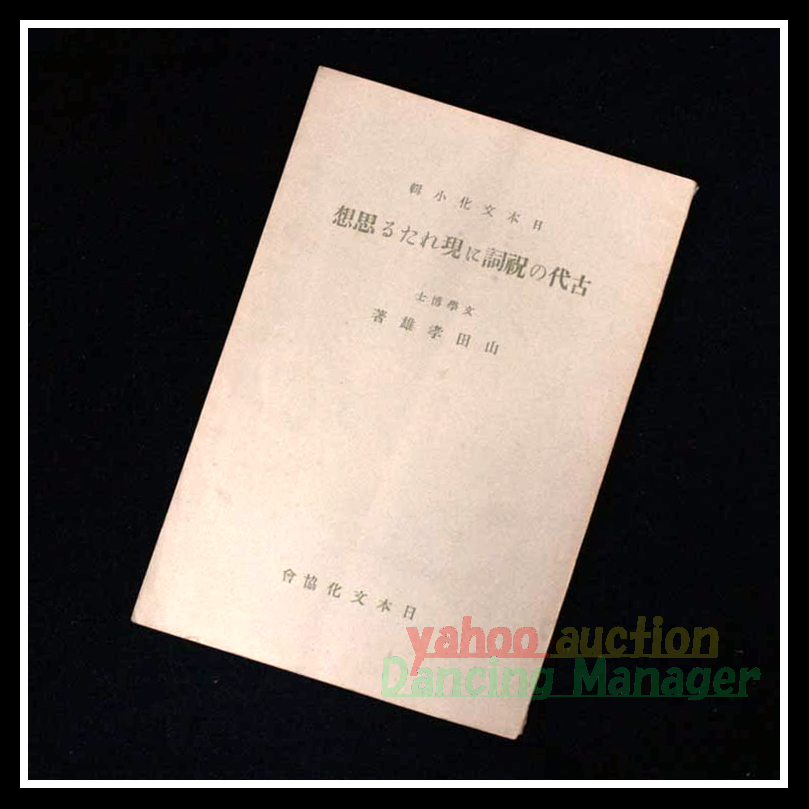 日本文化小輯
古代の祝詞に現れたる思想
文學博士
山田孝雄著
日本文化協會
yahoo auction
Dancing Manager